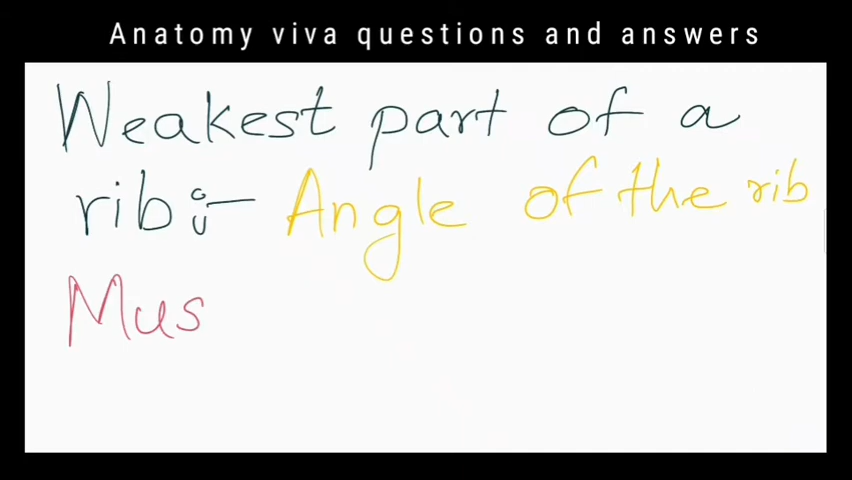 Anatomy viva questions and answers
Weakest part of a
rib:- Angle of the rib
Mus